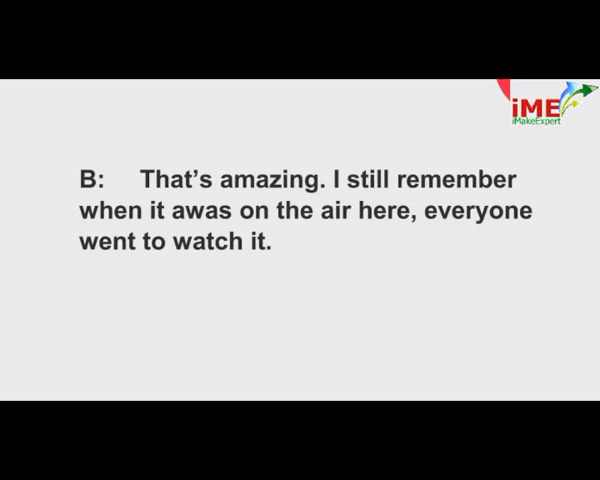 iME
iMakeExpert
B: That's amazing. I still remember
when it awas on the air here, everyone
went to watch it.